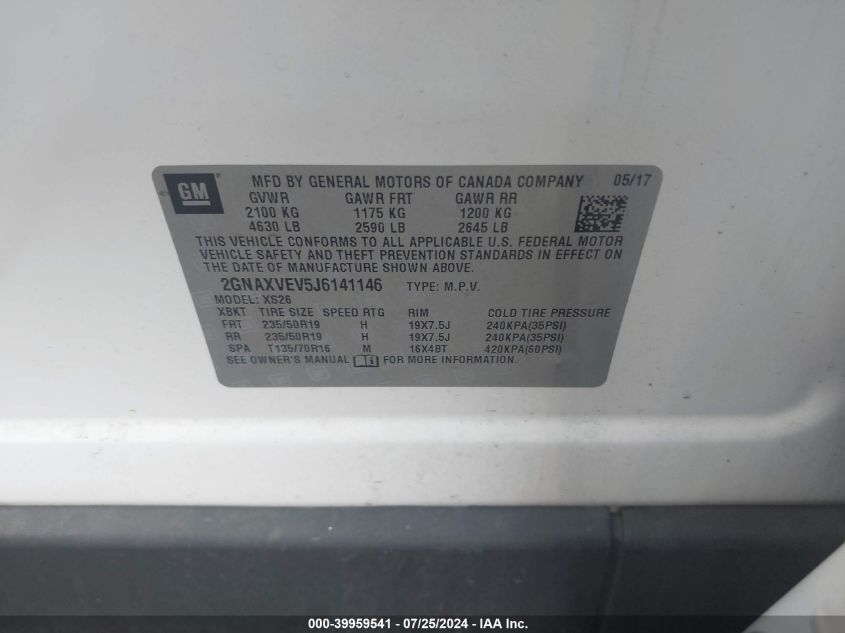 GM MFD BY GENERAL MOTORS OF CANADA COMPANY 05/17
GVWR GAWR FRT GAWR RR
2100 KG 1175 KG 1200 KG
4630 LB 2590 LB 2645 LB
THIS VEHICLE CONFORMS TO ALL APPLICABLE U.S. FEDERAL MOTOR
VEHICLE SAFETY AND THEFT PREVENTION STANDARDS IN EFFECT ON
THE DATE OF MANUFACTURE SHOWN ABOVE.
2GNAXVEV5J6141146 TYPE: M.P.V.
MODEL: XS26
XBKT TIRE SIZE SPEED RTG RIM COLD TIRE PRESSURE
FRT 235/50R19 H 19X7.5J 240KPA(35PSI)
RR 235/50R19 H 19X7.5J 240KPA(35PSI)
SPA T135/70R16 M 16X4BT 420KPA(60PSI)
SEE OWNER'S MANUAL FOR MORE INFORMATION.
000-39959541 - 07/25/2024 - IAA Inc.